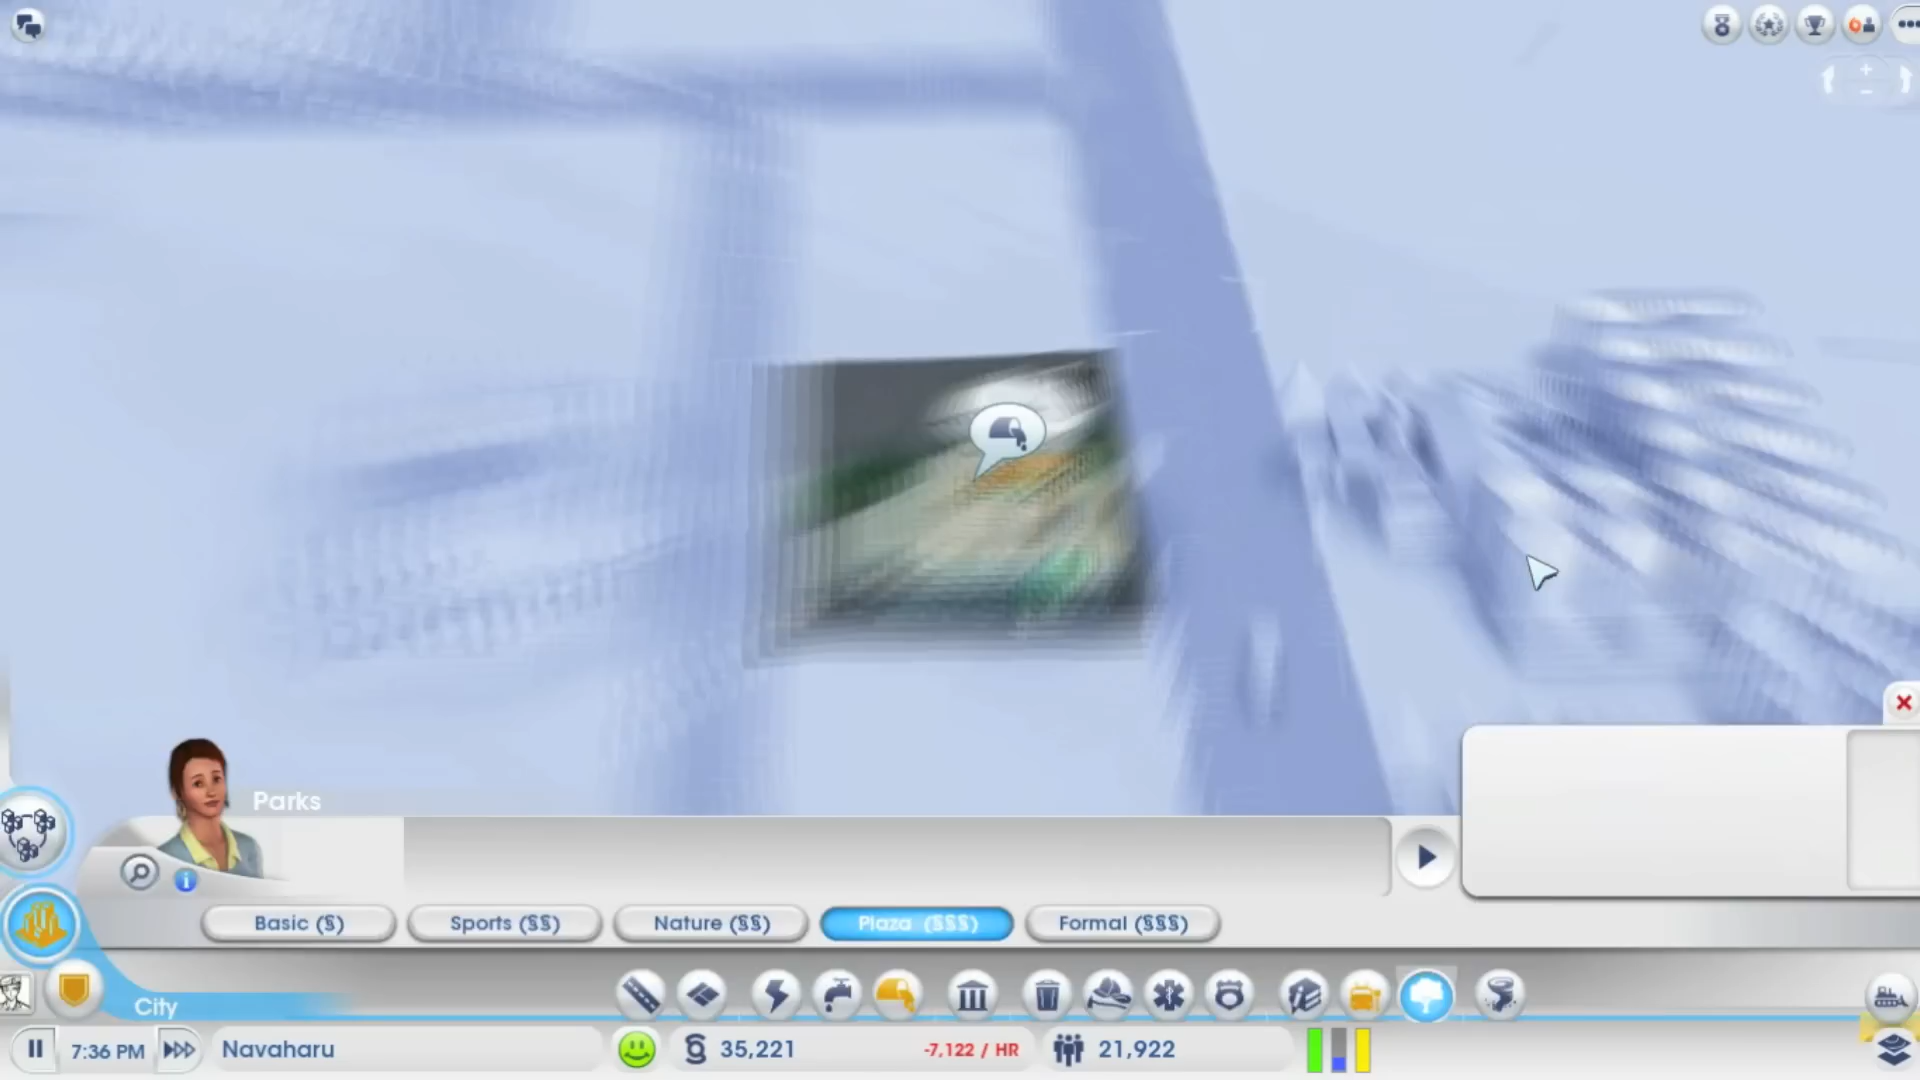 Parks
Basic (§)
Sports (§§)
Nature (§§)
Plaza (§§§)
Formal (§§§)
City
7:36 PM
Navaharu
35,221
-7,122 / HR
21,922